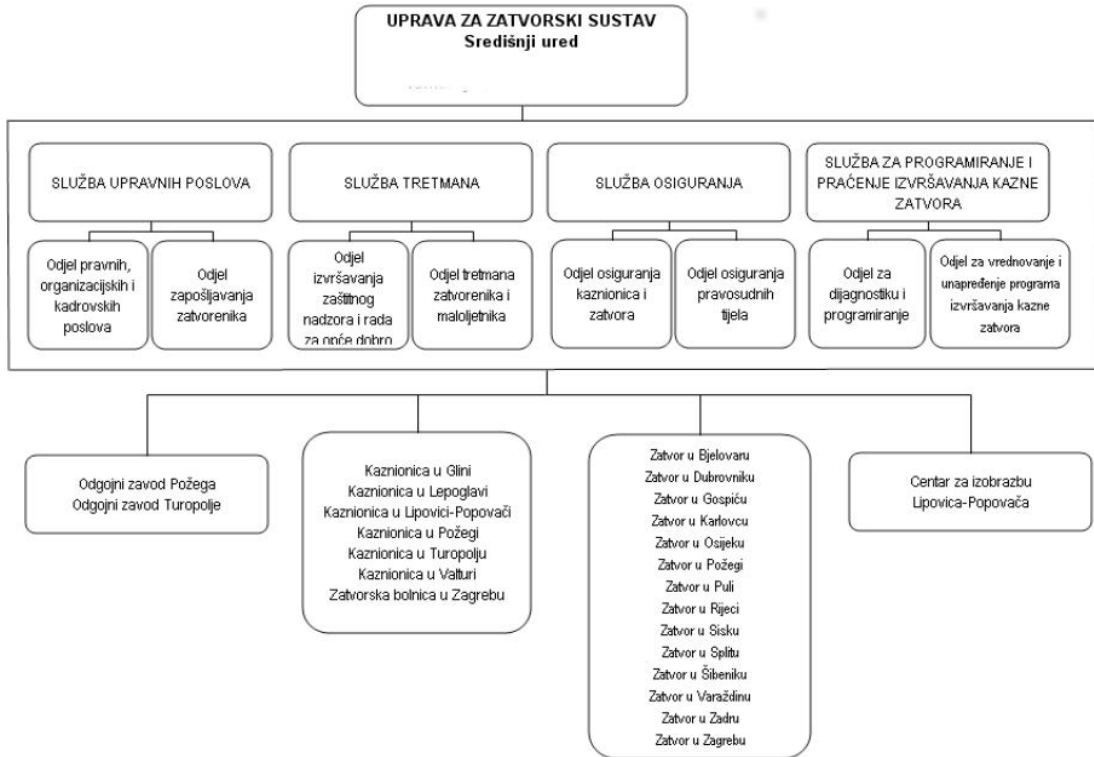 UPRAVA ZA ZATVORSKI SUSTAV
Središnji ured
SLUŽBA UPRAVNIH POSLOVA
SLUŽBA TRETMANA
SLUŽBA OSIGURANJA
SLUŽBA ZA PROGRAMIRANJE I
PRAĆENJE IZVRŠAVANJA KAZNE
ZATVORA
Odjel pravnih,
organizacijskih i
kadrovskih
poslova
Odjel
zapošljavanja
zatvorenika
Odjel
izvršavanja
zaštitnog
nadzora i rada
za opće dobro
Odjel tretmana
zatvorenika i
maloljetnika
Odjel osiguranja
kaznionica i
zatvora
Odjel osiguranja
pravosudnih
tijela
Odjel za
dijagnostiku i
programiranje
Odjel za vrednovanje i
unapređenje programa
izvršavanja kazne
zatvora
Odgojni zavod Požega
Odgojni zavod Turopolje
Kaznionica u Glini
Kaznionica u Lepoglavi
Kaznionica u Lipovici-Popovači
Kaznionica u Požegi
Kaznionica u Turopolju
Kaznionica u Valturi
Zatvorska bolnica u Zagrebu
Zatvor u Bjelovaru
Zatvor u Dubrovniku
Zatvor u Gospiću
Zatvor u Karlovcu
Zatvor u Osijeku
Zatvor u Požegi
Zatvor u Puli
Zatvor u Rijeci
Zatvor u Sisku
Zatvor u Splitu
Zatvor u Šibeniku
Zatvor u Varaždinu
Zatvor u Zadru
Zatvor u Zagrebu
Centar za izobrazbu
Lipovica-Popovača